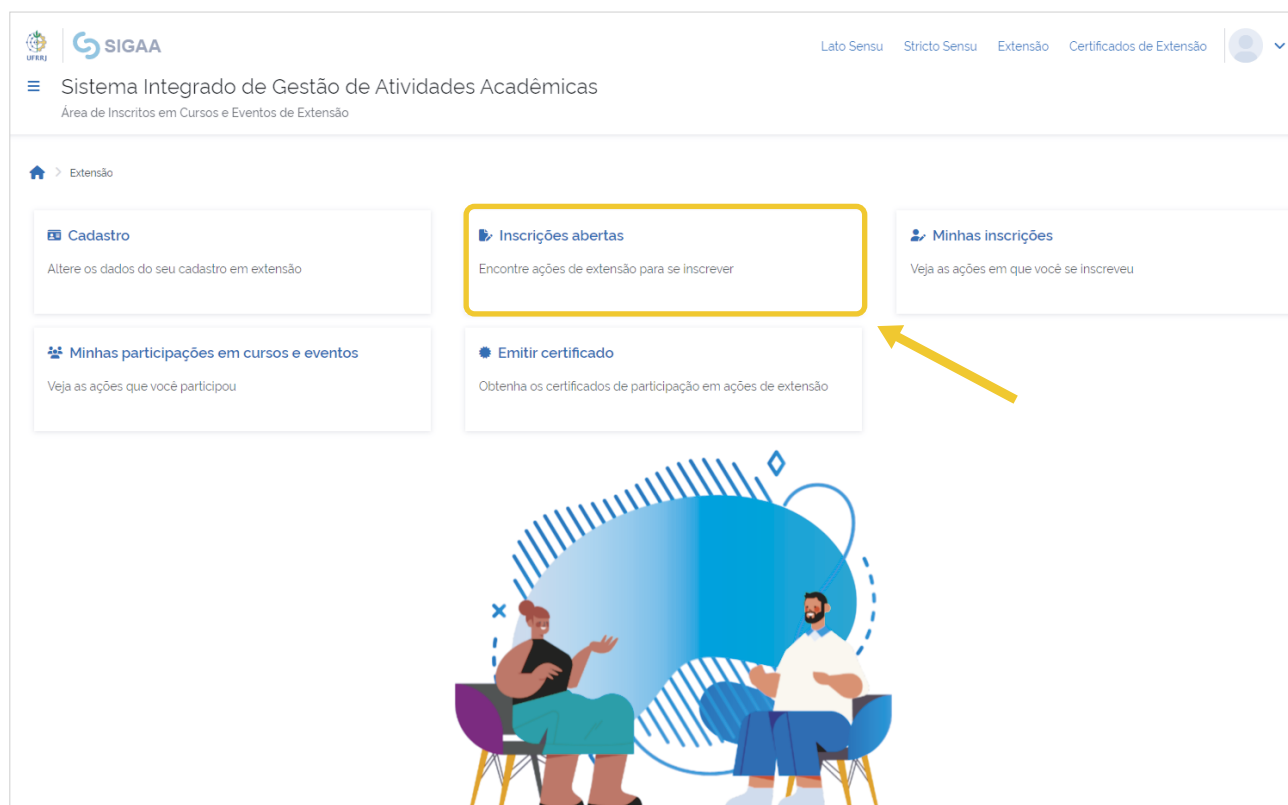 UFRRJ
SIGAA
Lato Sensu Stricto Sensu Extensão Certificados de Extensão
Sistema Integrado de Gestão de Atividades Acadêmicas
Área de Inscritos em Cursos e Eventos de Extensão
Extensão
Cadastro
Altere os dados do seu cadastro em extensão
Inscrições abertas
Encontre ações de extensão para se inscrever
Minhas inscrições
Veja as ações em que você se inscreveu
Minhas participações em cursos e eventos
Veja as ações que você participou
Emitir certificado
Obtenha os certificados de participação em ações de extensão